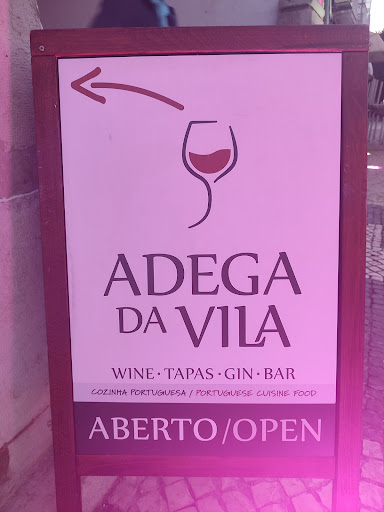 ADEGA
DA VILA
WINE · TAPAS · GIN · BAR
COZINHA PORTUGUESA / PORTUGUESE CUISINE FOOD
ABERTO/OPEN